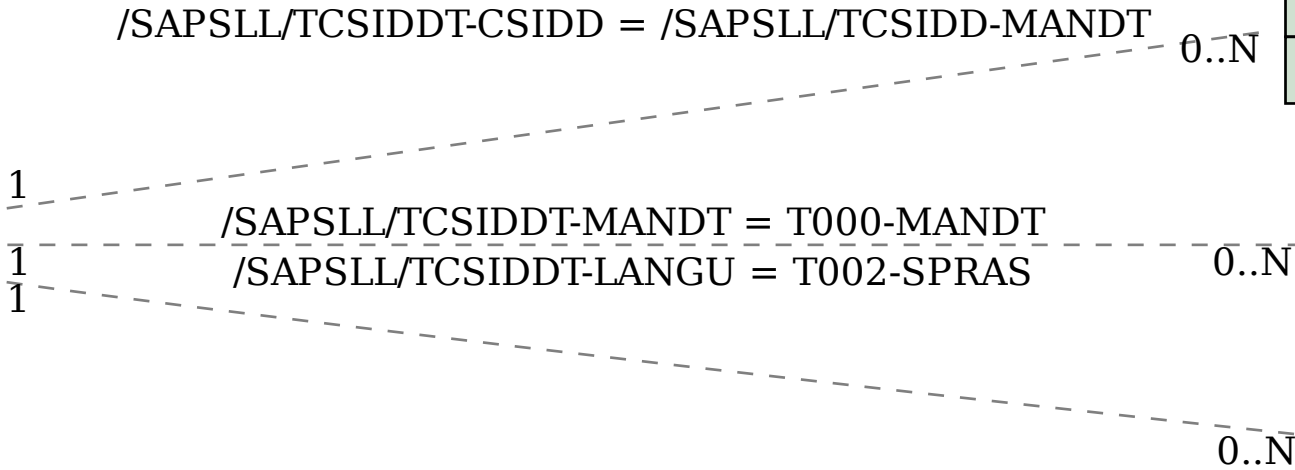 /SAPSLL/TCSIDDT-CSIDD = /SAPSLL/TCSIDD-MANDT
0..N
1
/SAPSLL/TCSIDDT-MANDT = T000-MANDT
1
0..N
/SAPSLL/TCSIDDT-LANGU = T002-SPRAS
1
0..N